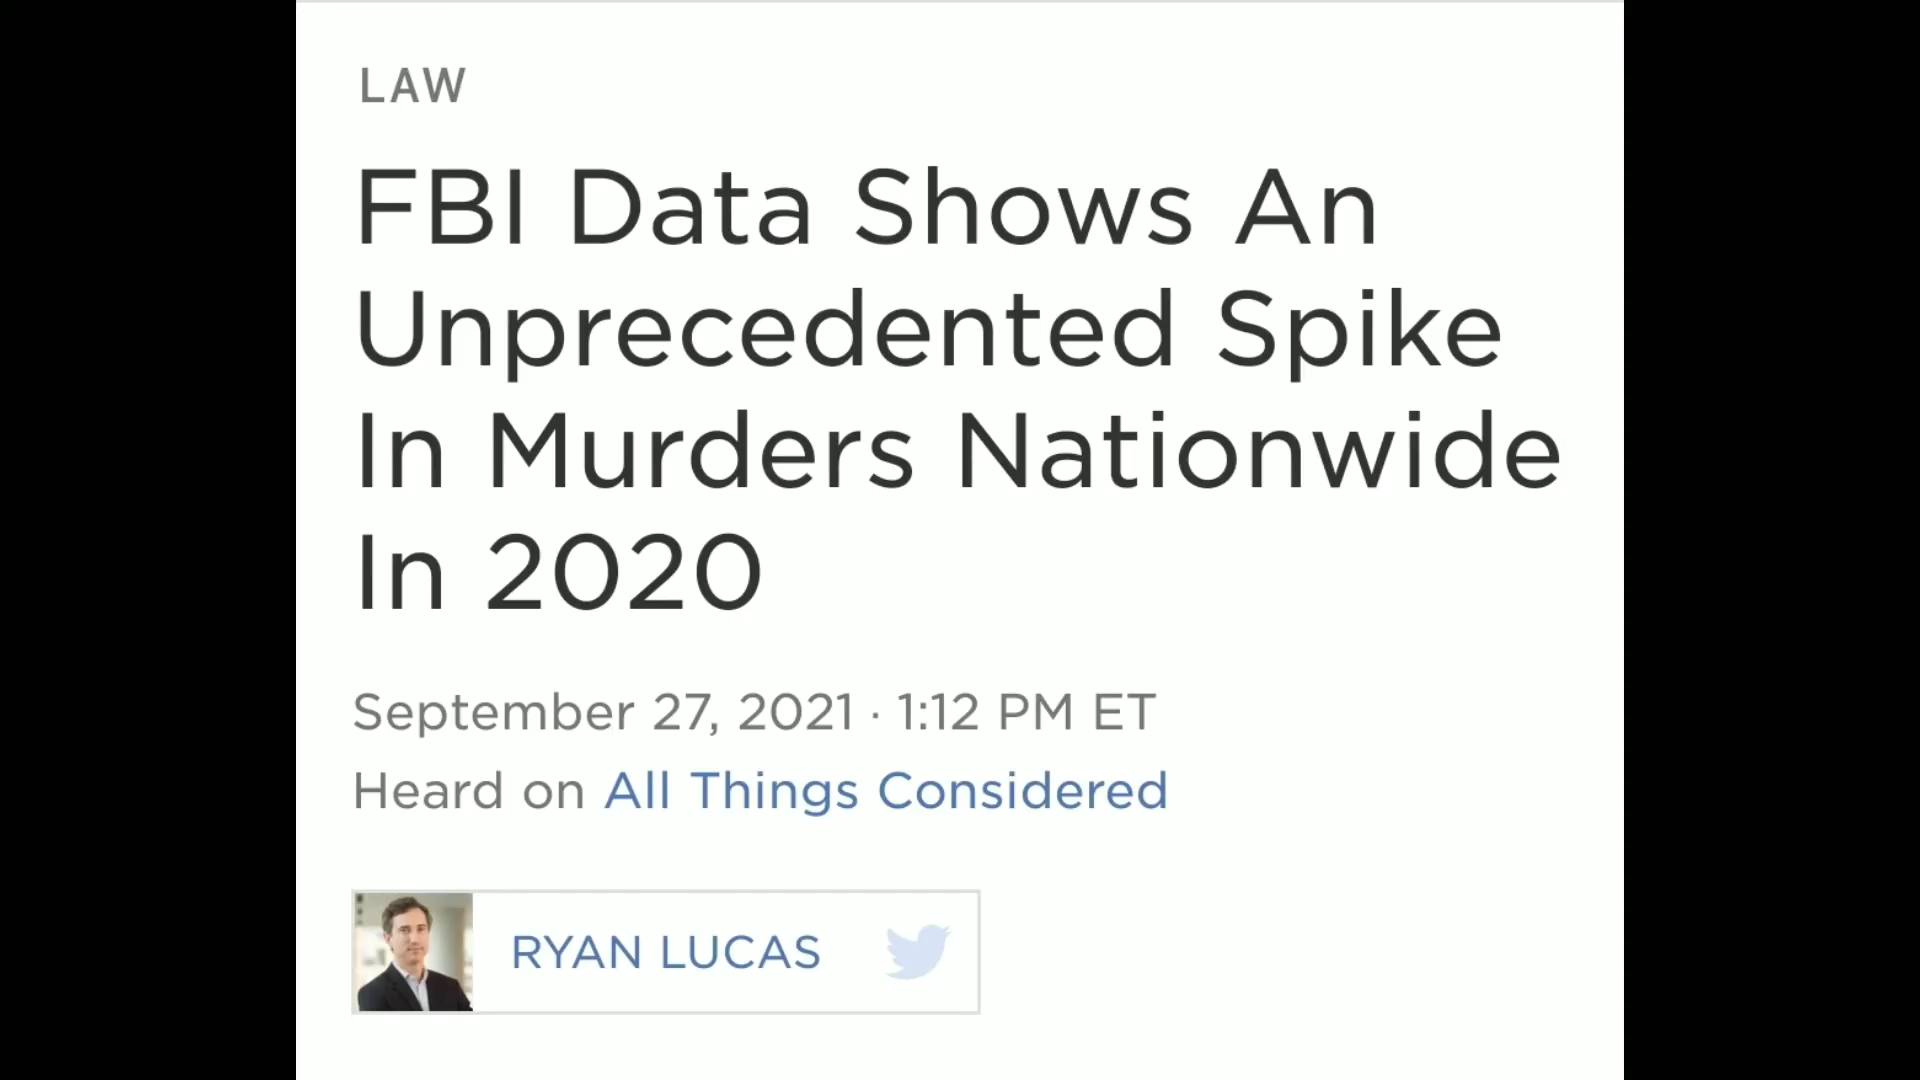 LAW
FBI Data Shows An
Unprecedented Spike
In Murders Nationwide
In 2020
September 27, 2021 · 1:12 PM ET
Heard on All Things Considered
RYAN LUCAS